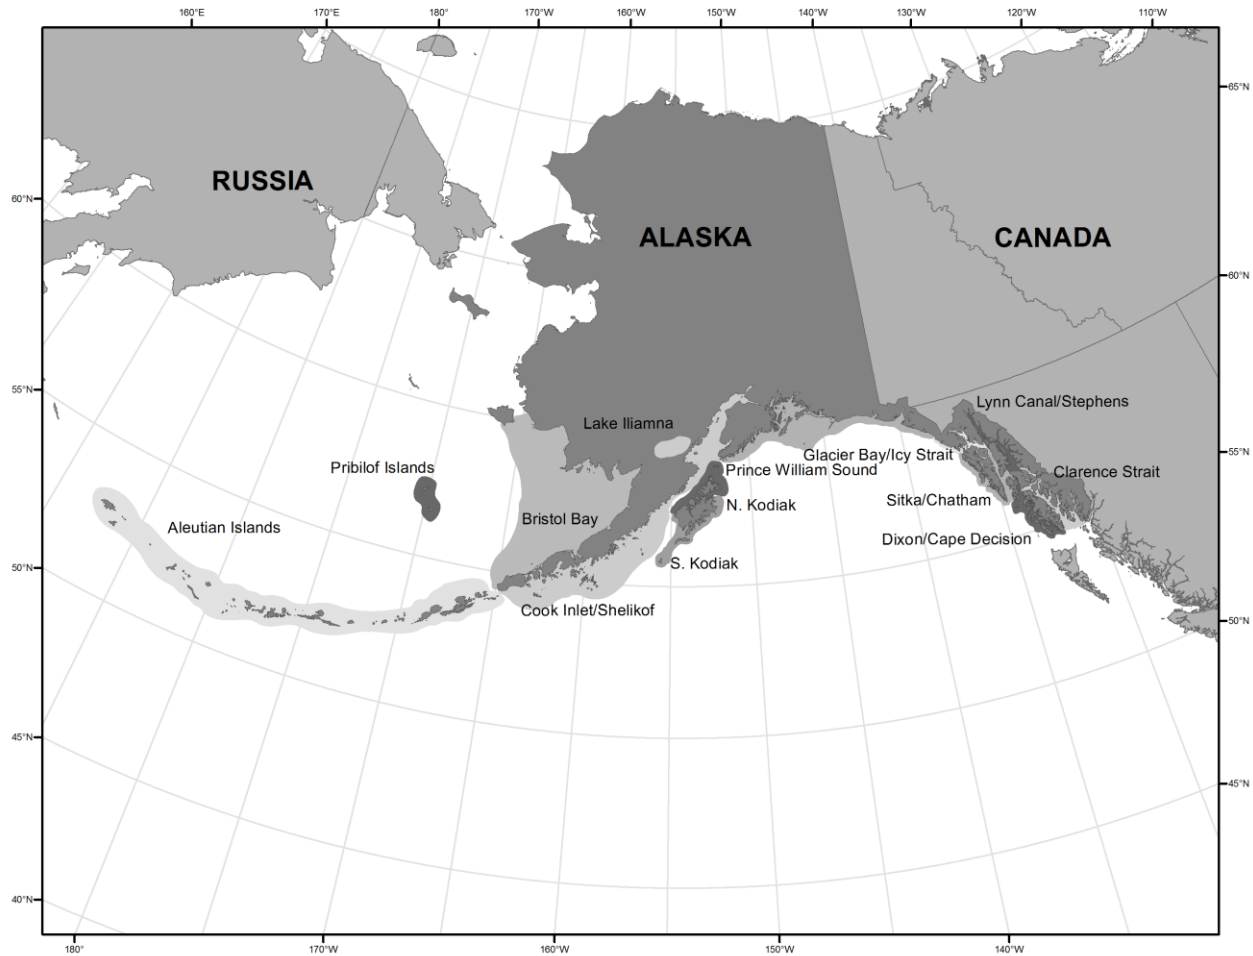 160°E 170°E 180° 170°W 160°W 150°W 140°W 130°W 120°W 110°W
65°N
RUSSIA
60°N
ALASKA
CANADA
60°N
55°N
Lynn Canal/Stephens
Lake Iliamna
55°N
Glacier Bay/Icy Strait
Pribilof Islands
Prince William Sound
Clarence Strait
Sitka/Chatham
N. Kodiak
Bristol Bay
Aleutian Islands
Dixon/Cape Decision
S. Kodiak
50°N
Cook Inlet/Shelikof
50°N
45°N
45°N
40°N
180° 170°W 160°W 150°W 140°W